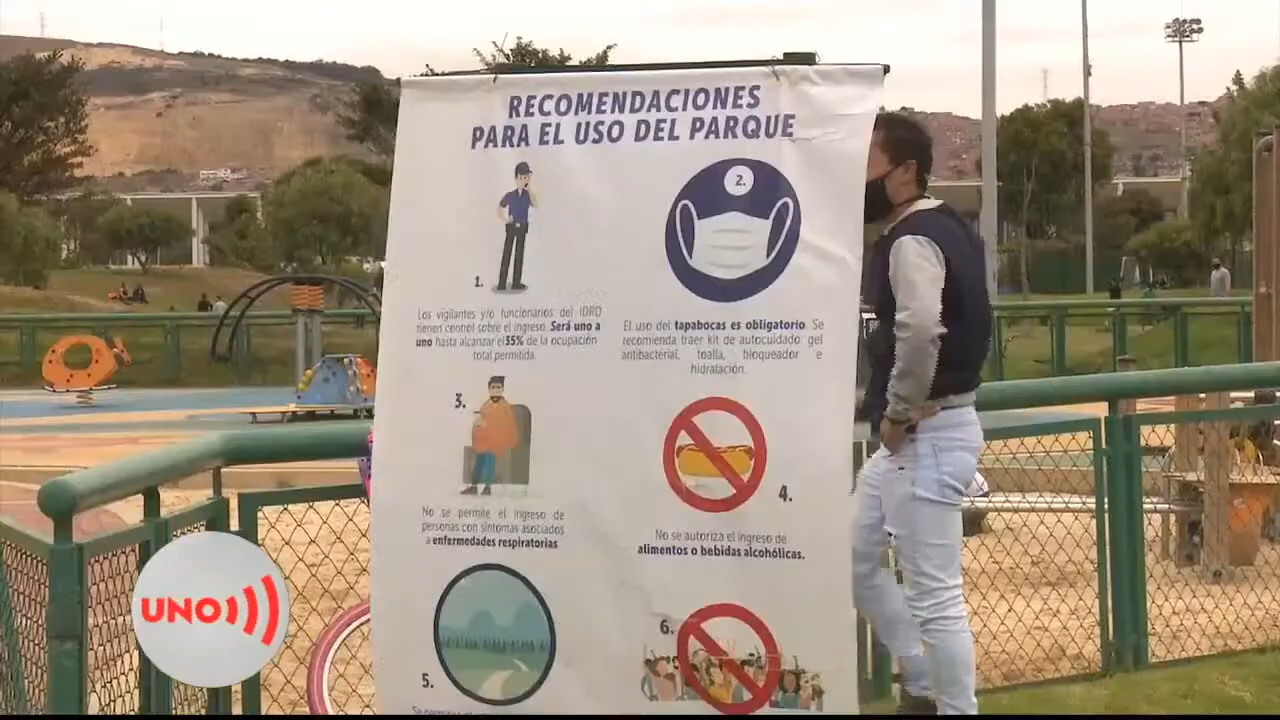 RECOMENDACIONES
PARA EL USO DEL PARQUE
1.
Los vigilantes y/o funcionarios del IDRD
tienen control sobre el ingreso. Será uno a
uno hasta alcanzar el 35% de la ocupación
total permitida.
2.
El uso del tapabocas es obligatorio. Se
recomienda traer kit de autocuidado gel
antibacterial, toalla, bloqueador e
hidratación.
3.
No se permite el ingreso de
personas con síntomas asociados
a enfermedades respiratorias.
4.
No se autoriza el ingreso de
alimentos o bebidas alcohólicas.
5.
6.
UNO